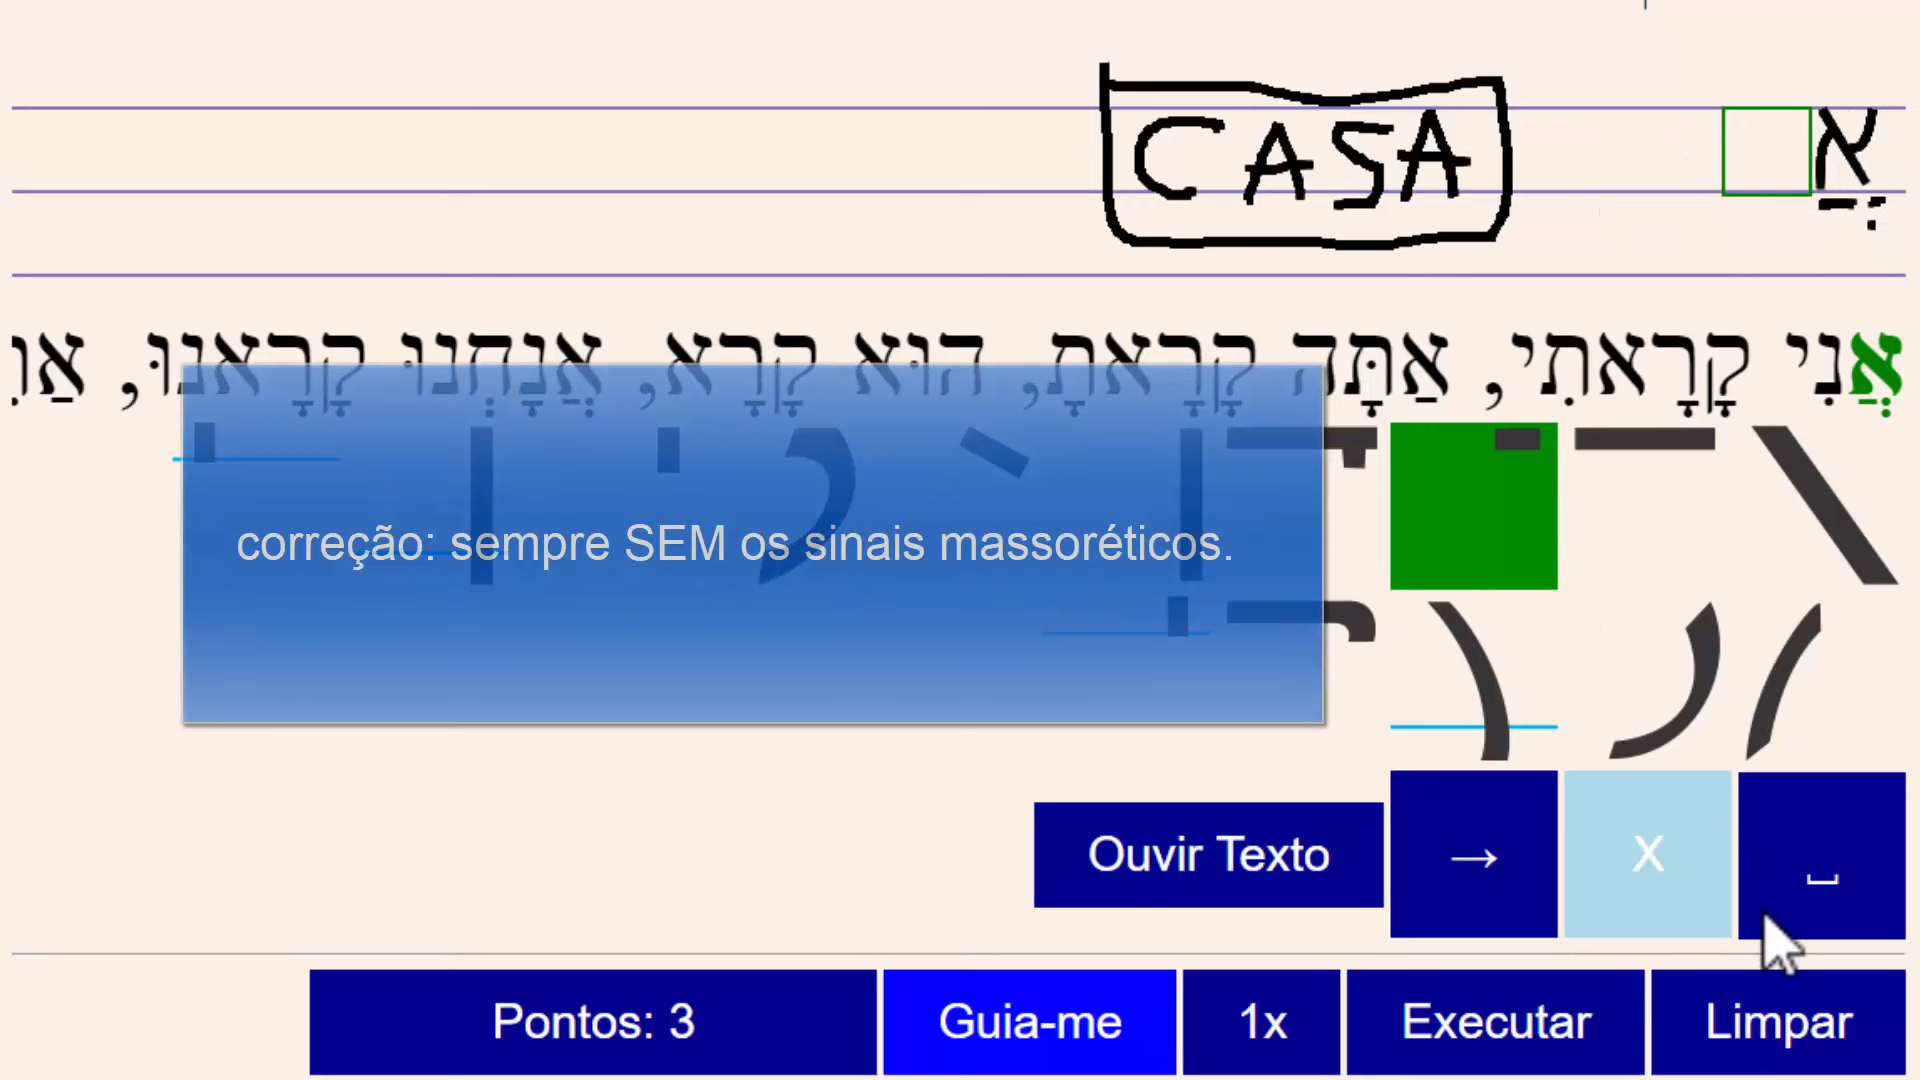 CASA
אֲ
אֲנִי קָרָאתִי, אַתָּה קָרָאתָ, הוּא קָרָא, אֲנָחְנוּ קָרָאנוּ,
correção: sempre SEM os sinais massoréticos.
Ouvir Texto → X ⎵
Pontos: 3 Guia-me 1x Executar Limpar